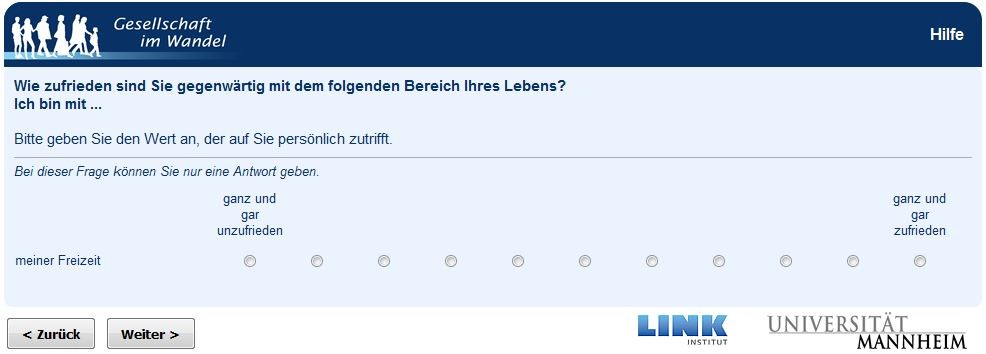 Gesellschaft
im Wandel
Hilfe
Wie zufrieden sind Sie gegenwärtig mit dem folgenden Bereich Ihres Lebens?
Ich bin mit ...
Bitte geben Sie den Wert an, der auf Sie persönlich zutrifft.
Bei dieser Frage können Sie nur eine Antwort geben.
ganz und
gar
unzufrieden
ganz und
gar
zufrieden
meiner Freizeit
< Zurück
Weiter >
LINK
INSTITUT
UNIVERSITÄT
MANNHEIM